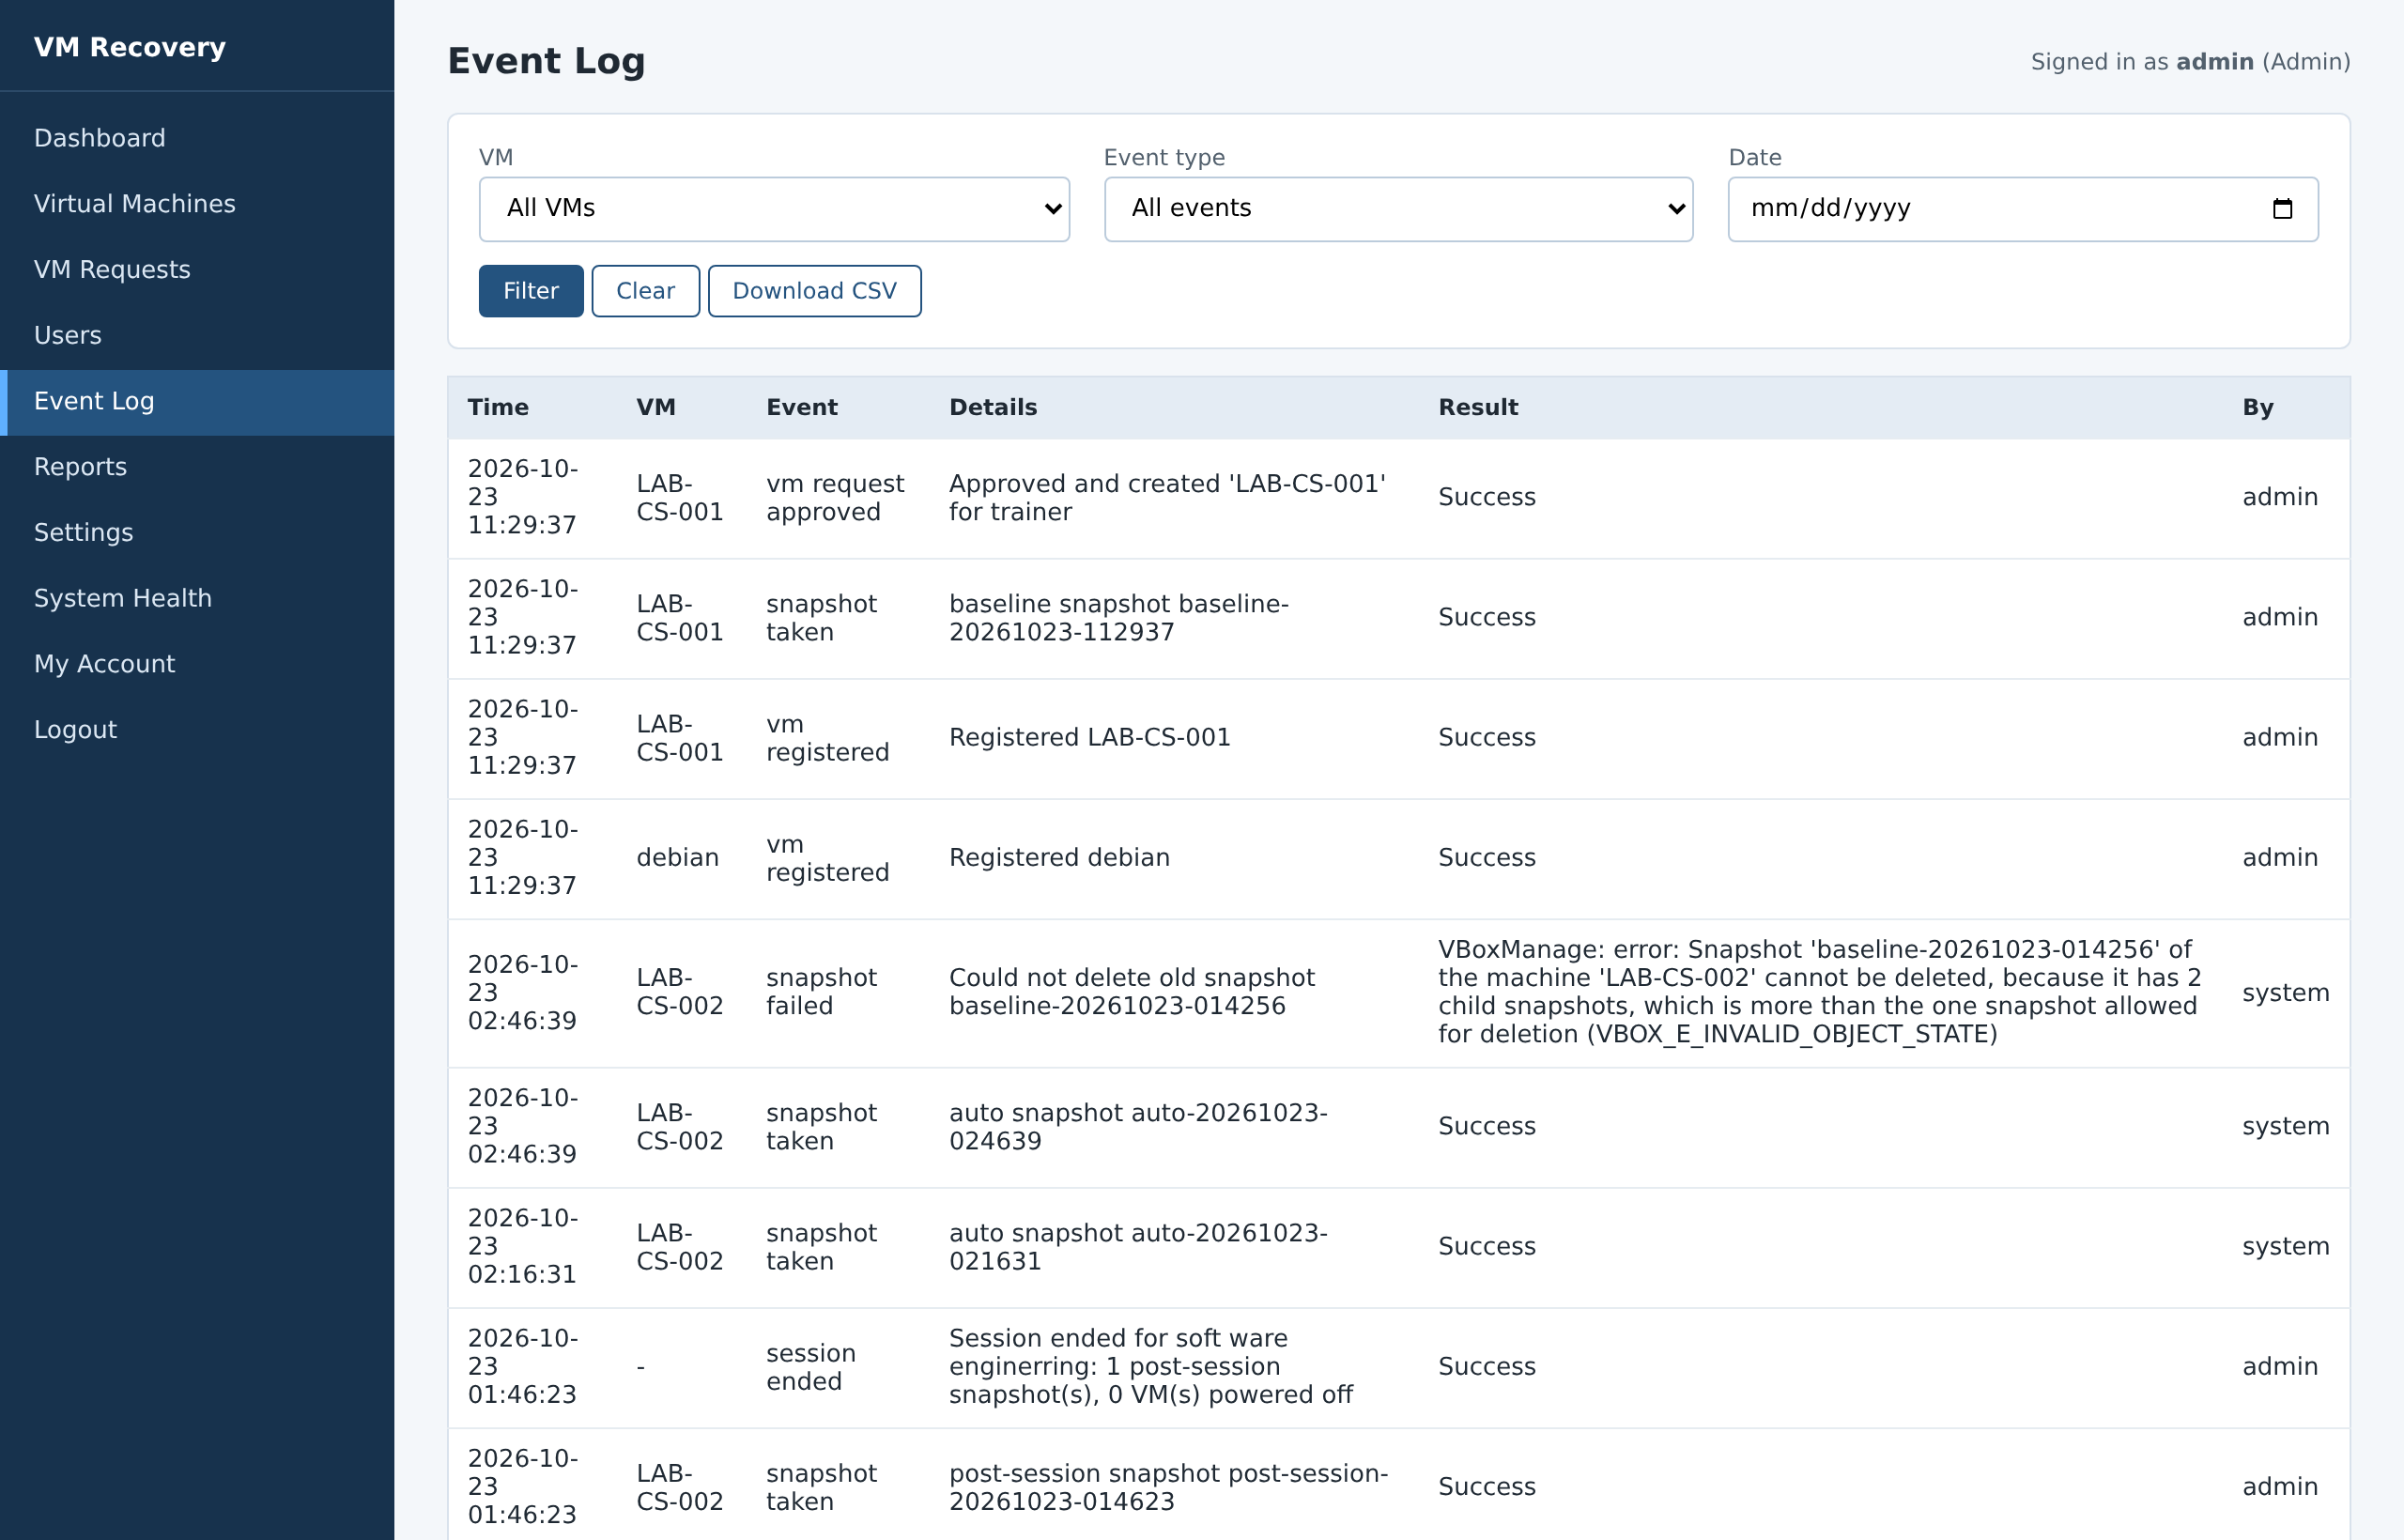 VM Recovery
Dashboard
Virtual Machines
VM Requests
Users
Event Log
Reports
Settings
System Health
My Account
Logout
Event Log
Signed in as admin (Admin)
VM
Event type
Date
All VMs
All events
mm/dd/yyyy
Filter
Clear
Download CSV
Time VM Event Details Result By
2026-10-
23
11:29:37
LAB-
CS-001
vm request
approved
Approved and created 'LAB-CS-001'
for trainer
Success
admin
2026-10-
23
11:29:37
LAB-
CS-001
snapshot
taken
baseline snapshot baseline-
20261023-112937
Success
admin
2026-10-
23
11:29:37
LAB-
CS-001
vm
registered
Registered LAB-CS-001
Success
admin
2026-10-
23
11:29:37
debian
vm
registered
Registered debian
Success
admin
2026-10-
23
02:46:39
LAB-
CS-002
snapshot
failed
Could not delete old snapshot
baseline-20261023-014256
VBoxManage: error: Snapshot 'baseline-20261023-014256' of
the machine 'LAB-CS-002' cannot be deleted, because it has 2
child snapshots, which is more than the one snapshot allowed
for deletion (VBOX_E_INVALID_OBJECT_STATE)
system
2026-10-
23
02:46:39
LAB-
CS-002
snapshot
taken
auto snapshot auto-20261023-
024639
Success
system
2026-10-
23
02:16:31
LAB-
CS-002
snapshot
taken
auto snapshot auto-20261023-
021631
Success
system
2026-10-
23
01:46:23
-
session
ended
Session ended for soft ware
enginerring: 1 post-session
snapshot(s), 0 VM(s) powered off
Success
admin
2026-10-
23
01:46:23
LAB-
CS-002
snapshot
taken
post-session snapshot post-session-
20261023-014623
Success
admin